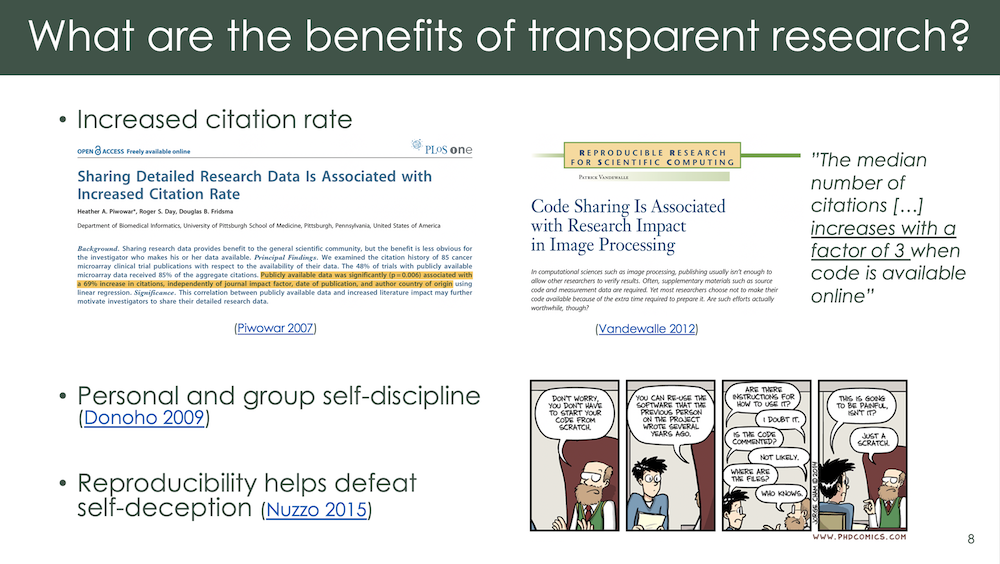 What are the benefits of transparent research?
• Increased citation rate
OPEN ACCESS Freely available online
PLoS one
Sharing Detailed Research Data Is Associated with
Increased Citation Rate
Heather A. Piwowar*, Roger S. Day, Douglas B. Fridsma
Department of Biomedical Informatics, University of Pittsburgh School of Medicine, Pittsburgh, Pennsylvania, United States of America
Background. Sharing research data provides benefit to the general scientific community, but the benefit is less obvious for
the investigator who makes his or her data available. Principal Findings. We examined the citation history of 85 cancer
microarray clinical trial publications with respect to the availability of their data. The 48% of trials with publicly available
microarray data received 85% of the aggregate citations. Publicly available data was significantly (p = 0.006) associated with
a 69% increase in citations, independently of journal impact factor, date of publication, and author country of origin using
linear regression. Significance. This correlation between publicly available data and increased literature impact may further
motivate investigators to share their detailed research data.
(Piwowar 2007)
REPRODUCIBLE RESEARCH
FOR SCIENTIFIC COMPUTING
PATRICK VANDEWALLE
Code Sharing Is Associated
with Research Impact
in Image Processing
In computational sciences such as image processing, publishing usually isn't enough to
allow other researchers to verify results. Often, supplementary materials such as source
code and measurement data are required. Yet most researchers choose not to make their
code available because of the extra time required to prepare it. Are such efforts actually
worthwhile, though?
(Vandewalle 2012)
"The median
number of
citations […]
increases with a
factor of 3 when
code is available
online"
• Personal and group self-discipline
(Donoho 2009)
• Reproducibility helps defeat
self-deception (Nuzzo 2015)
DON'T WORRY,
YOU DON'T HAVE
TO START YOUR
CODE FROM
SCRATCH.
YOU CAN RE-USE THE
SOFTWARE THAT THE
PREVIOUS PERSON
ON THE PROJECT
WROTE SEVERAL
YEARS AGO.
ARE THERE
INSTRUCTIONS FOR
HOW TO USE IT?
I DOUBT IT.
IS THE CODE
COMMENTED?
NOT LIKELY.
WHERE ARE
THE FILES?
WHO KNOWS.
THIS IS GOING
TO BE PAINFUL,
ISN'T IT?
JUST A
SCRATCH.
JORGE CHAM © 2014
WWW.PHDCOMICS.COM
8